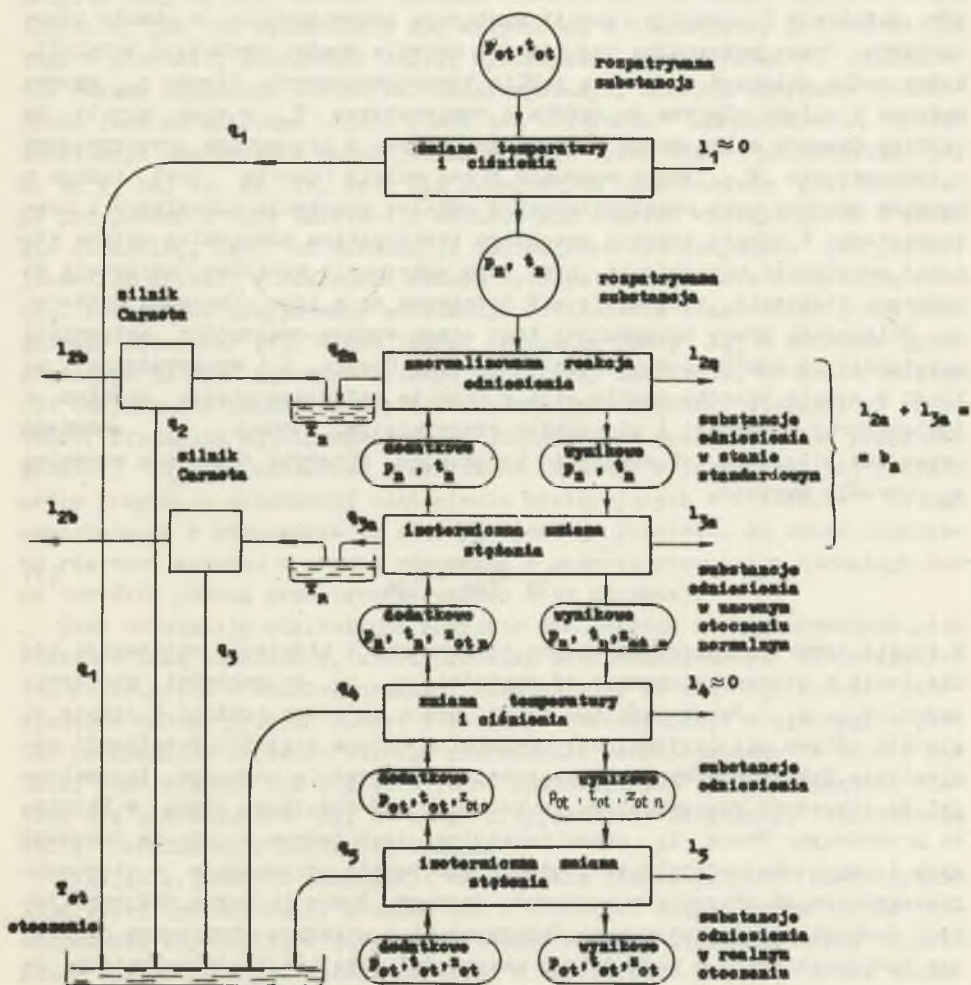 p_ot, t_ot
rozpatrywana
substancja
q_1
zmiana temperatury
i ciśnienia
l_1 ≈ 0
p_n, t_n
rozpatrywana
substancja
silnik
Carnota
l_2b
q_2n
znormalizowana reakcja
odniesienia
l_2a
T_n
q_2
silnik
Carnota
dodatkowe
p_n, t_n
wynikowe
p_n, t_n
substancje
odniesienia
w stanie
standardowym
l_2a + l_3a =
= b_n
l_2b
q_3n
izotermiczna zmiana
stężenia
l_3a
T_n
dodatkowe
p_n, t_n, z_ot n
wynikowe
p_n, t_n, z_ot n
substancje
odniesienia
w umownym
otoczeniu
normalnym
q_1
q_3
q_4
zmiana temperatury
i ciśnienia
l_4 ≈ 0
dodatkowe
p_ot, t_ot, z_ot n
wynikowe
p_ot, t_ot, z_ot n
substancje
odniesienia
q_5
izotermiczna zmiana
stężenia
l_5
T_ot
otoczenie
dodatkowe
p_ot, t_ot, z_ot
wynikowe
p_ot, t_ot, z_ot
substancje
odniesienia
w realnym
otoczeniu